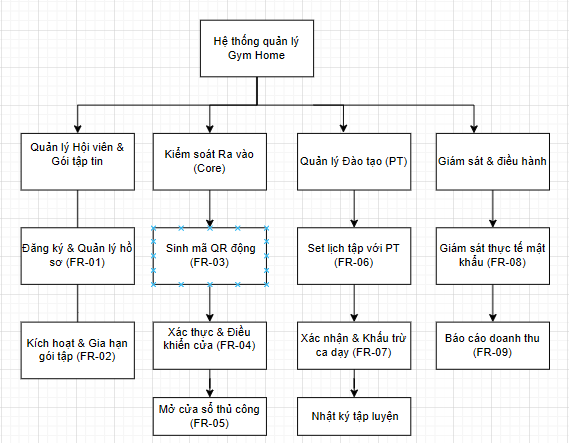 Hệ thống quản lý
Gym Home
Quản lý Hội viên &
Gói tập tin
Kiểm soát Ra vào
(Core)
Quản lý Đào tạo (PT)
Giám sát & điều hành
Đăng ký & Quản lý hồ
sơ (FR-01)
Sinh mã QR động
(FR-03)
Set lịch tập với PT
(FR-06)
Giám sát thực tế mật
khẩu (FR-08)
Kích hoạt & Gia hạn
gói tập (FR-02)
Xác thực & Điều
khiển cửa (FR-04)
Xác nhận & Khấu trừ
ca dạy (FR-07)
Báo cáo doanh thu
(FR-09)
Mở cửa sổ thủ công
(FR-05)
Nhật ký tập luyện